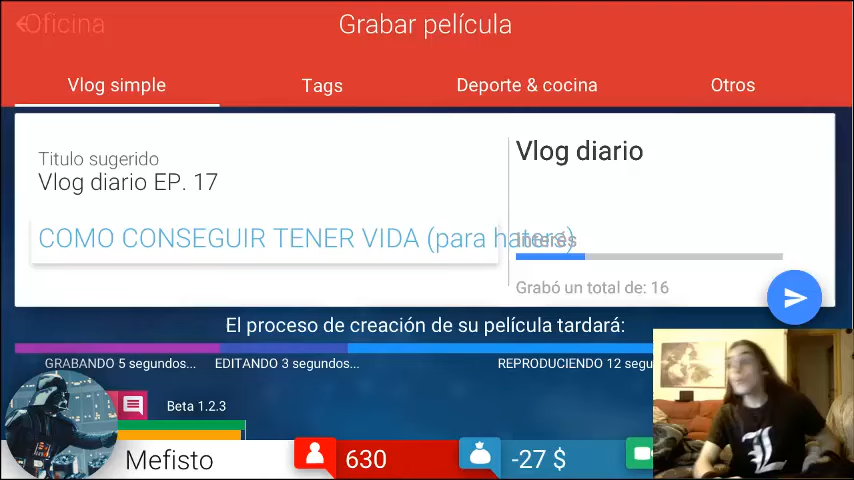 Oficina
Grabar película
Vlog simple
Tags
Deporte & cocina
Otros
Titulo sugerido
Vlog diario EP. 17
COMO CONSEGUIR TENER VIDA (para haters)
Vlog diario
Interés
Grabó un total de: 16
El proceso de creación de su película tardará:
GRABANDO 5 segundos...
EDITANDO 3 segundos...
REPRODUCIENDO 12 segu
Beta 1.2.3
Mefisto
630
-27 $
L